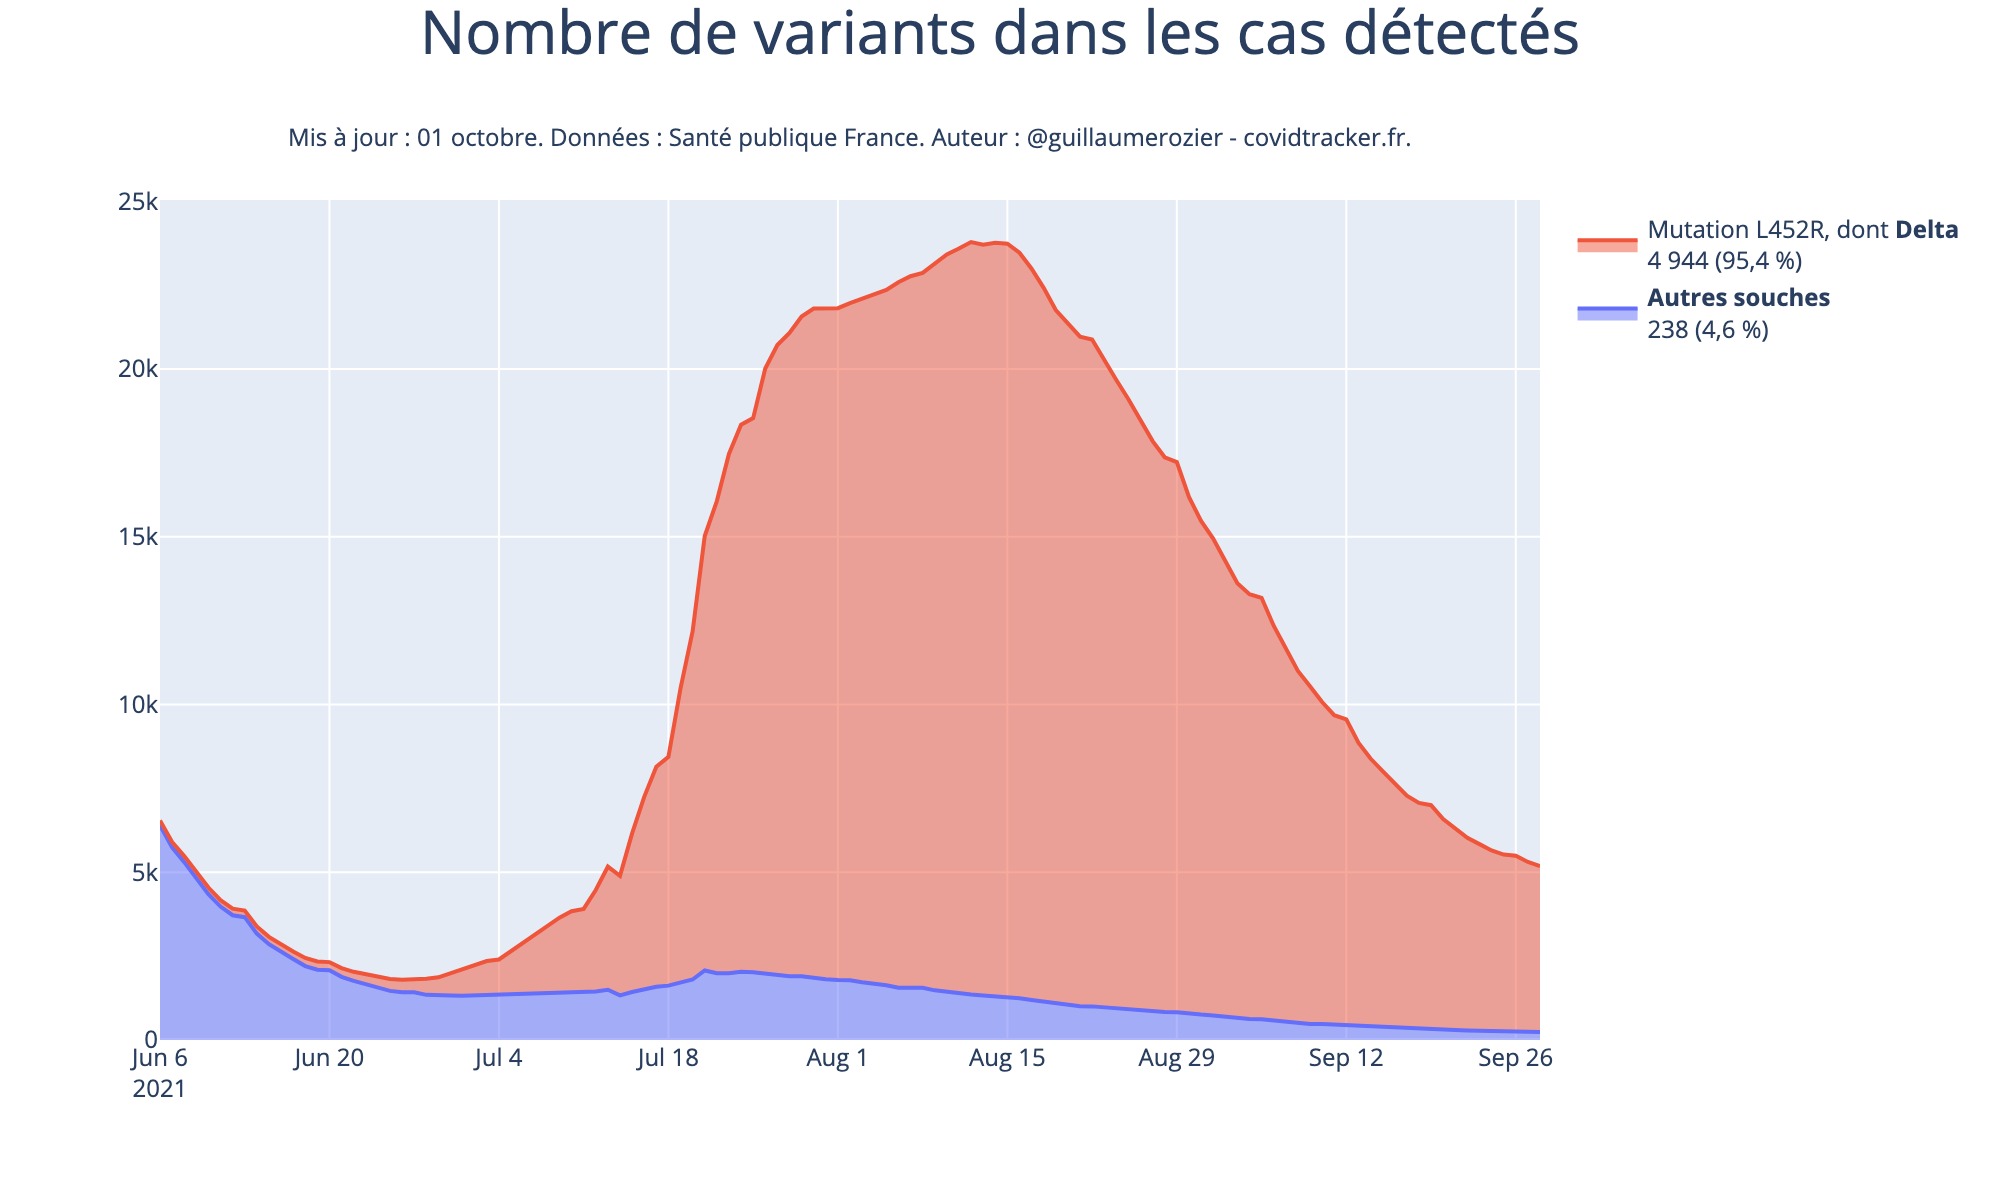 Nombre de variants dans les cas détectés
Mis à jour : 01 octobre. Données : Santé publique France. Auteur : @guillaumerozier - covidtracker.fr.
25k
20k
15k
10k
5k
0
Jun 6
2021
Jun 20
Jul 4
Jul 18
Aug 1
Aug 15
Aug 29
Sep 12
Sep 26
Mutation L452R, dont Delta
4 944 (95,4 %)
Autres souches
238 (4,6 %)